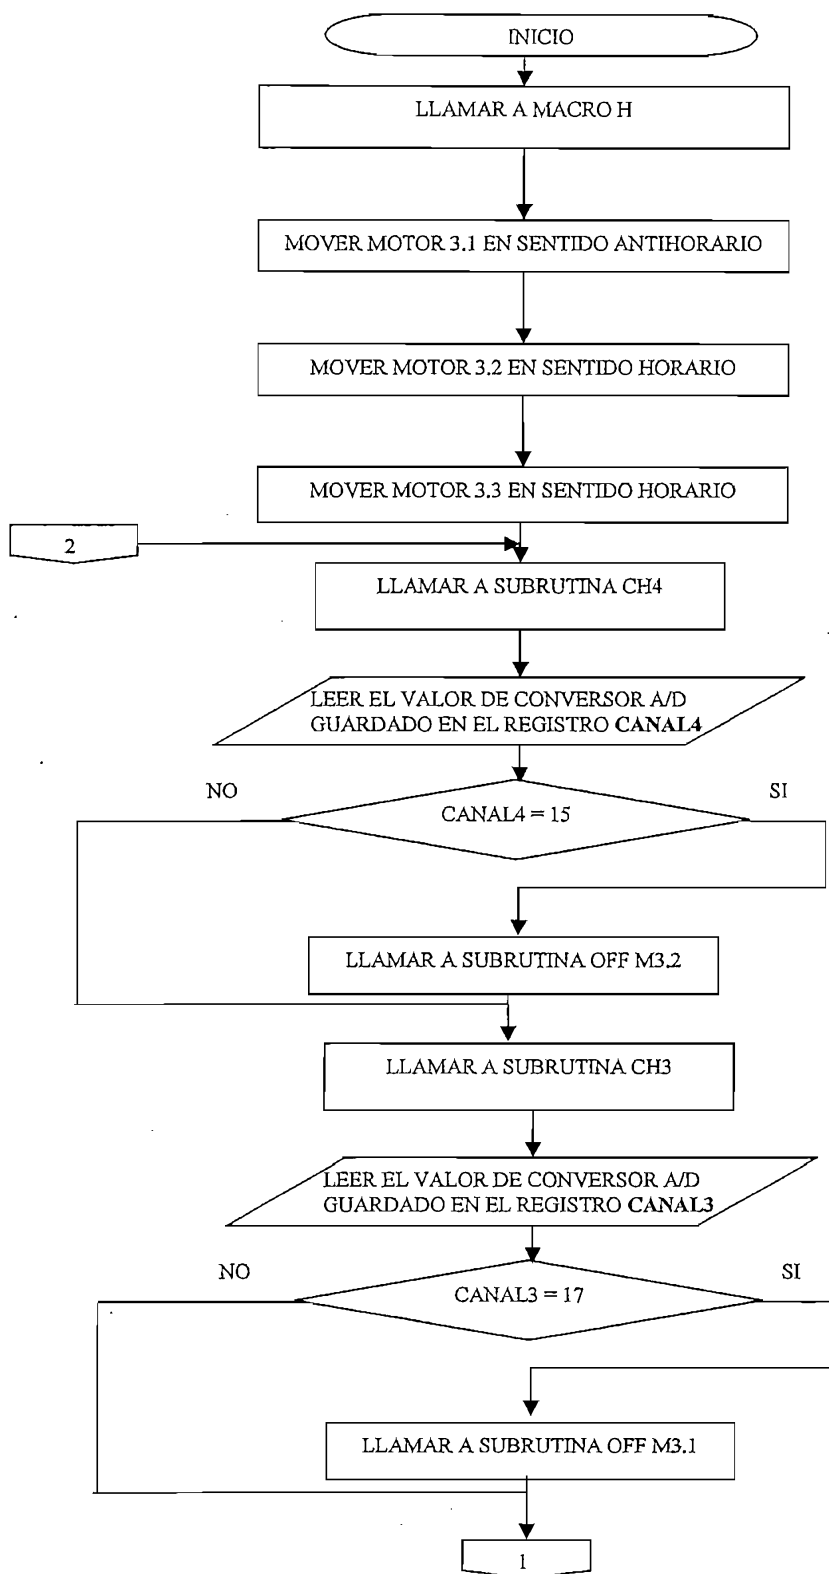 INICIO
LLAMAR A MACRO H
MOVER MOTOR 3.1 EN SENTIDO ANTIHORARIO
MOVER MOTOR 3.2 EN SENTIDO HORARIO
MOVER MOTOR 3.3 EN SENTIDO HORARIO
2
LLAMAR A SUBRUTINA CH4
LEER EL VALOR DE CONVERSOR A/D
GUARDADO EN EL REGISTRO CANAL4
NO
SI
CANAL4 = 15
LLAMAR A SUBRUTINA OFF M3.2
LLAMAR A SUBRUTINA CH3
LEER EL VALOR DE CONVERSOR A/D
GUARDADO EN EL REGISTRO CANAL3
NO
SI
CANAL3 = 17
LLAMAR A SUBRUTINA OFF M3.1
1